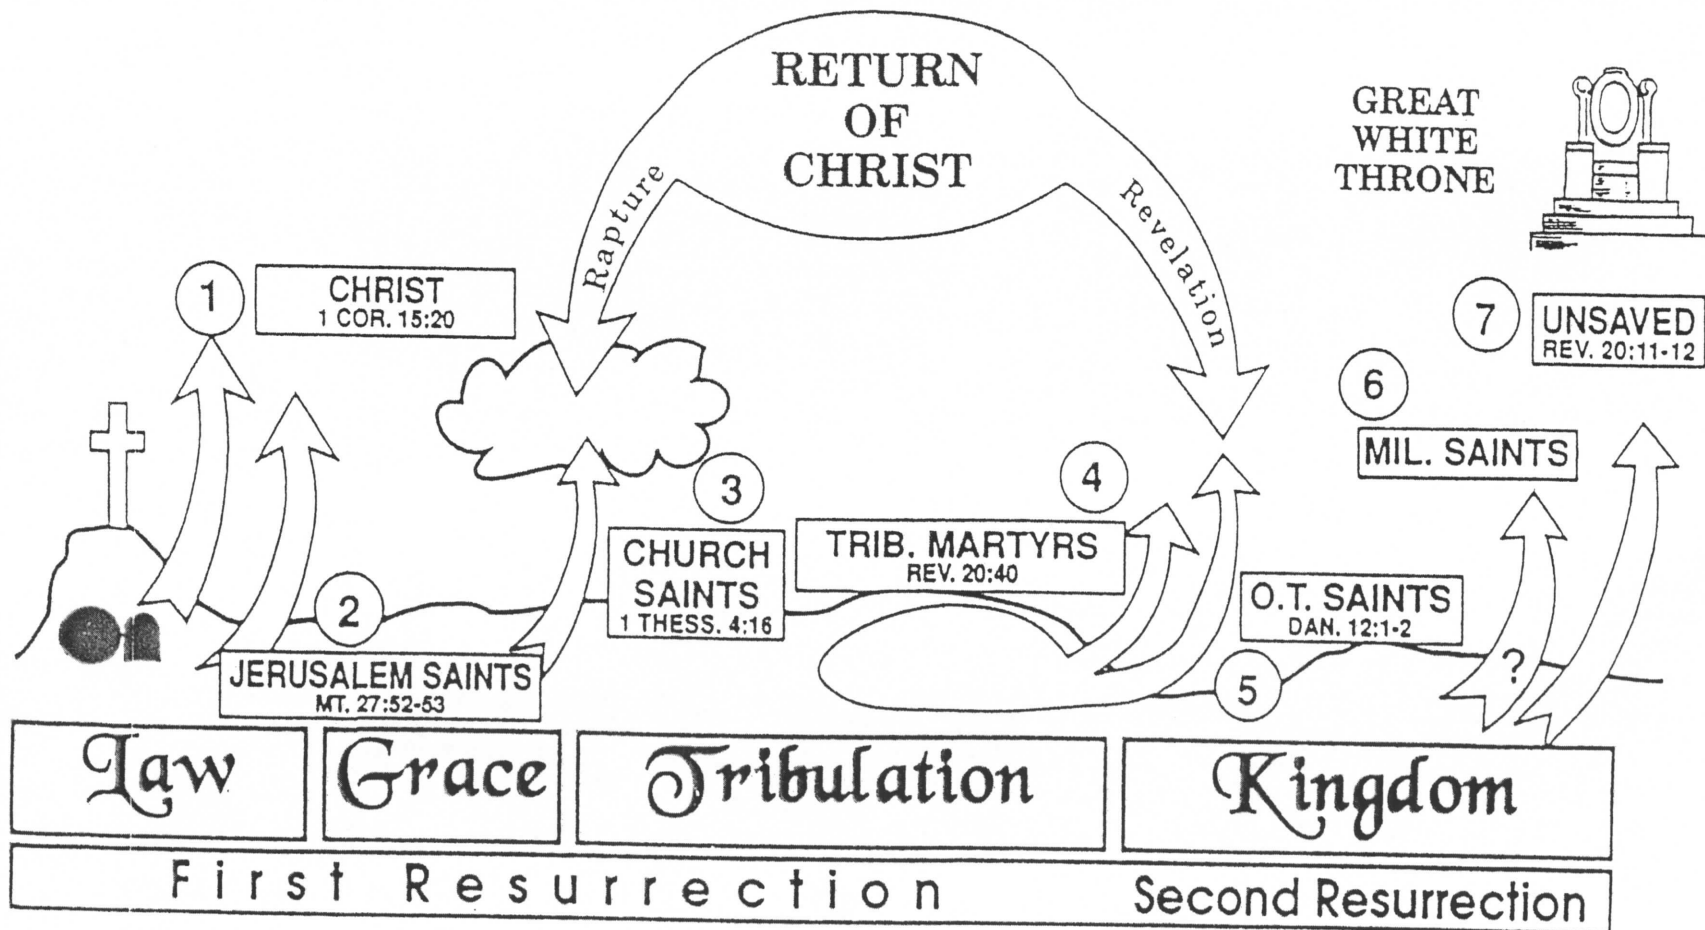 RETURN
OF
CHRIST
Rapture
Revelation
GREAT
WHITE
THRONE
1
CHRIST
1 COR. 15:20
2
JERUSALEM SAINTS
MT. 27:52-53
3
CHURCH
SAINTS
1 THESS. 4:16
4
TRIB. MARTYRS
REV. 20:40
5
O.T. SAINTS
DAN. 12:1-2
6
MIL. SAINTS
?
7
UNSAVED
REV. 20:11-12
Law
Grace
Tribulation
Kingdom
First Resurrection
Second Resurrection